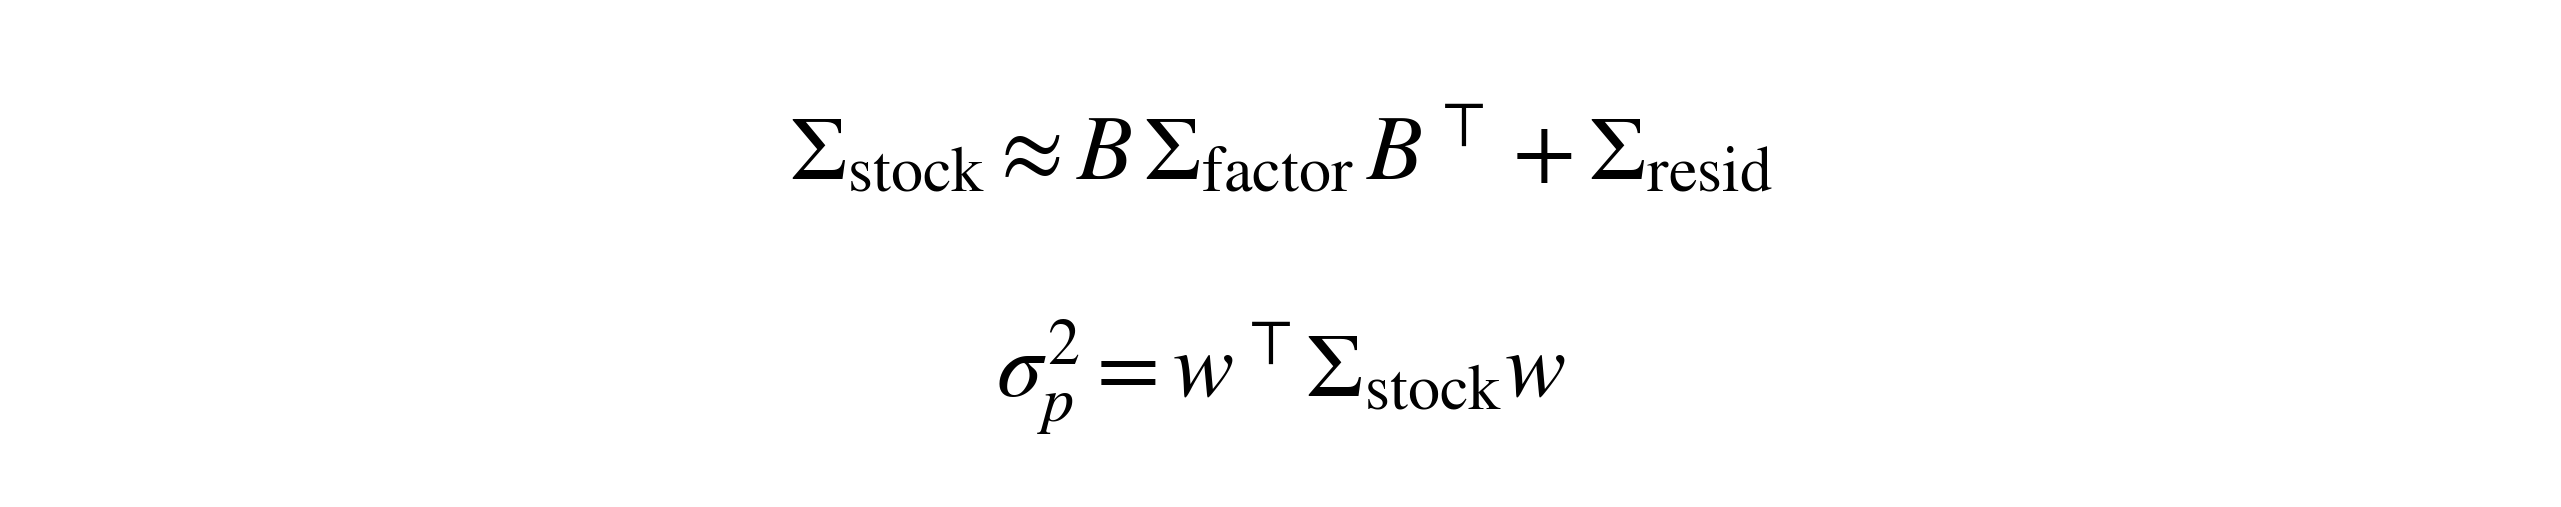 Σ_stock ≈ B Σ_factor B^⊤ + Σ_resid
σ_p^2 = w^⊤ Σ_stock w